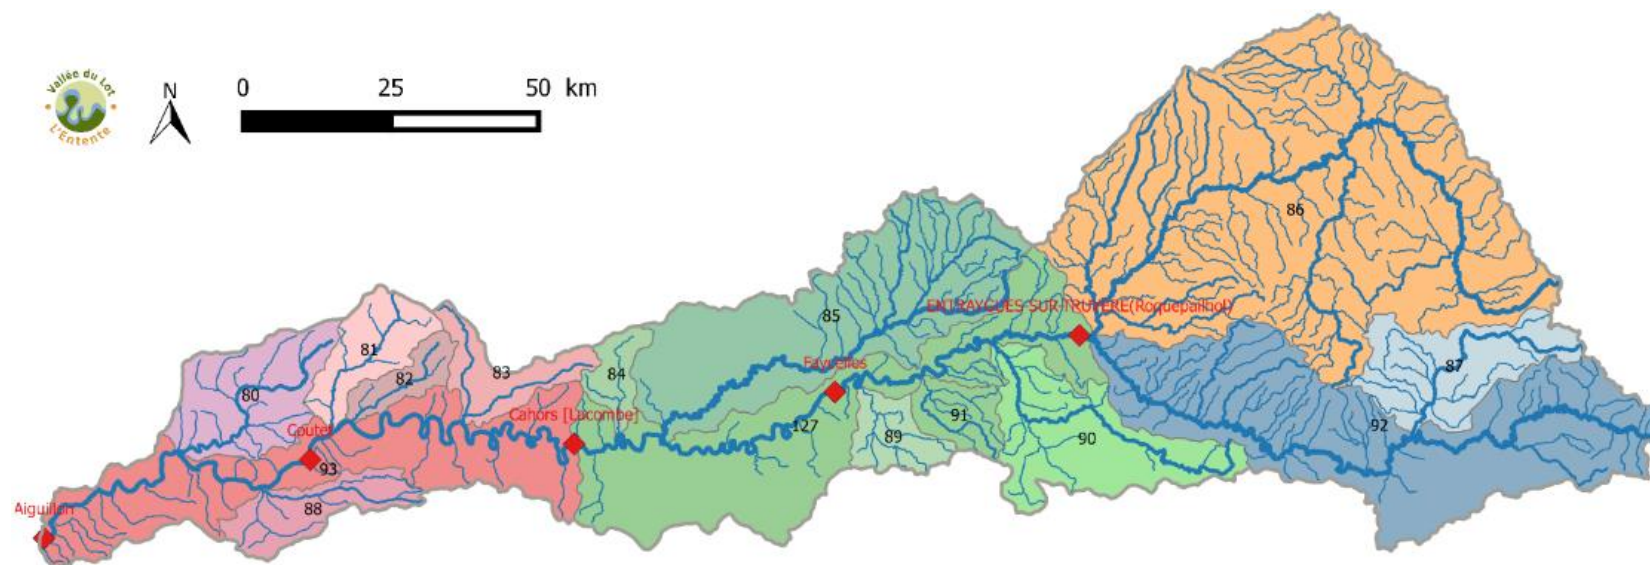 Vallée du Lot
L'Entente
N
0 25 50 km
86
ENTRAYGUES-SUR-TRUYERE(Roquepailhol)
85
81
83
87
Fayrcelles
82
84
80
Cahors [Lacombe]
91
127
92
Coutet
89
90
93
88
Aiguillon